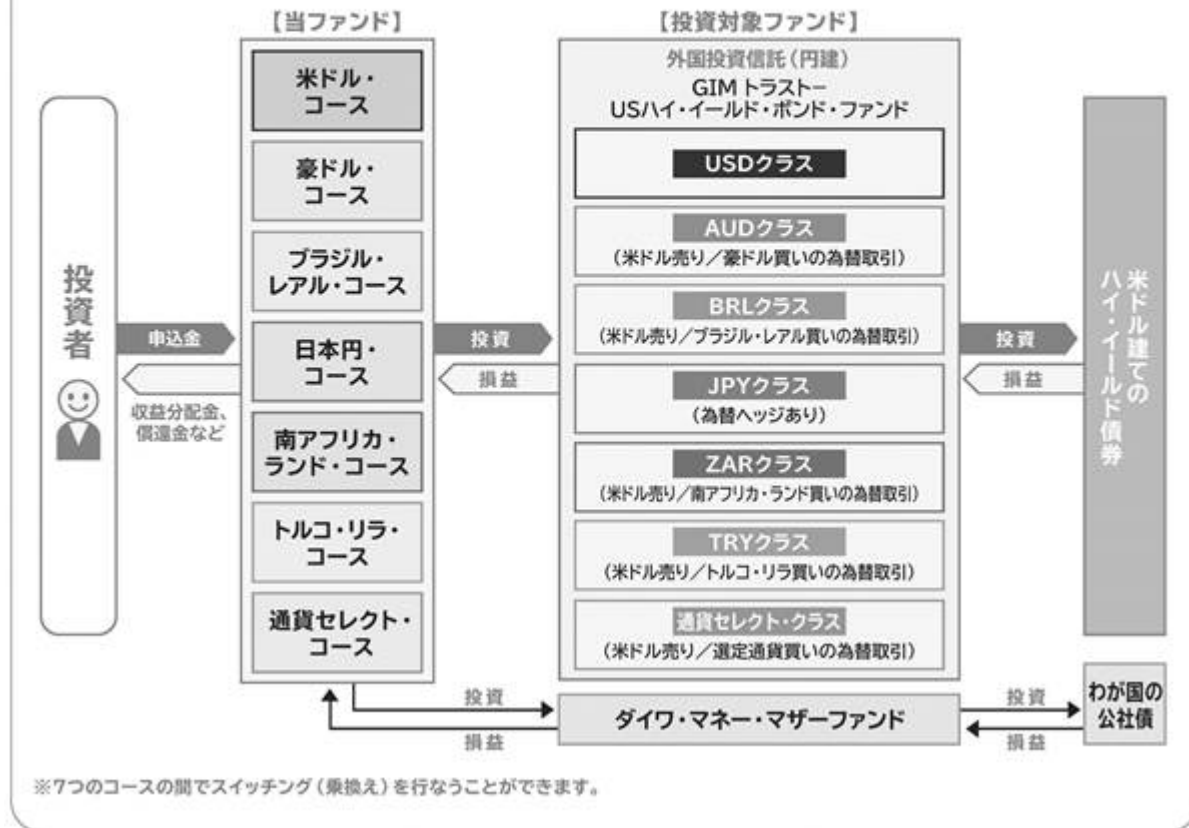 【当ファンド】
【投資対象ファンド】
投資者
申込金
収益分配金、
償還金など
米ドル・
コース
豪ドル・
コース
ブラジル・
レアル・コース
日本円・
コース
南アフリカ・
ランド・コース
トルコ・リラ・
コース
通貨セレクト・
コース
投資
損益
外国投資信託（円建）
GIM トラスト－
USハイ・イールド・ボンド・ファンド
USDクラス
AUDクラス
（米ドル売り／豪ドル買いの為替取引）
BRLクラス
（米ドル売り／ブラジル・レアル買いの為替取引）
JPYクラス
（為替ヘッジあり）
ZARクラス
（米ドル売り／南アフリカ・ランド買いの為替取引）
TRYクラス
（米ドル売り／トルコ・リラ買いの為替取引）
通貨セレクト・クラス
（米ドル売り／選定通貨買いの為替取引）
投資
損益
米ドル建ての
ハイ・イールド債券
投資
損益
ダイワ・マネー・マザーファンド
投資
損益
わが国の
公社債
※7つのコースの間でスイッチング（乗換え）を行なうことができます。